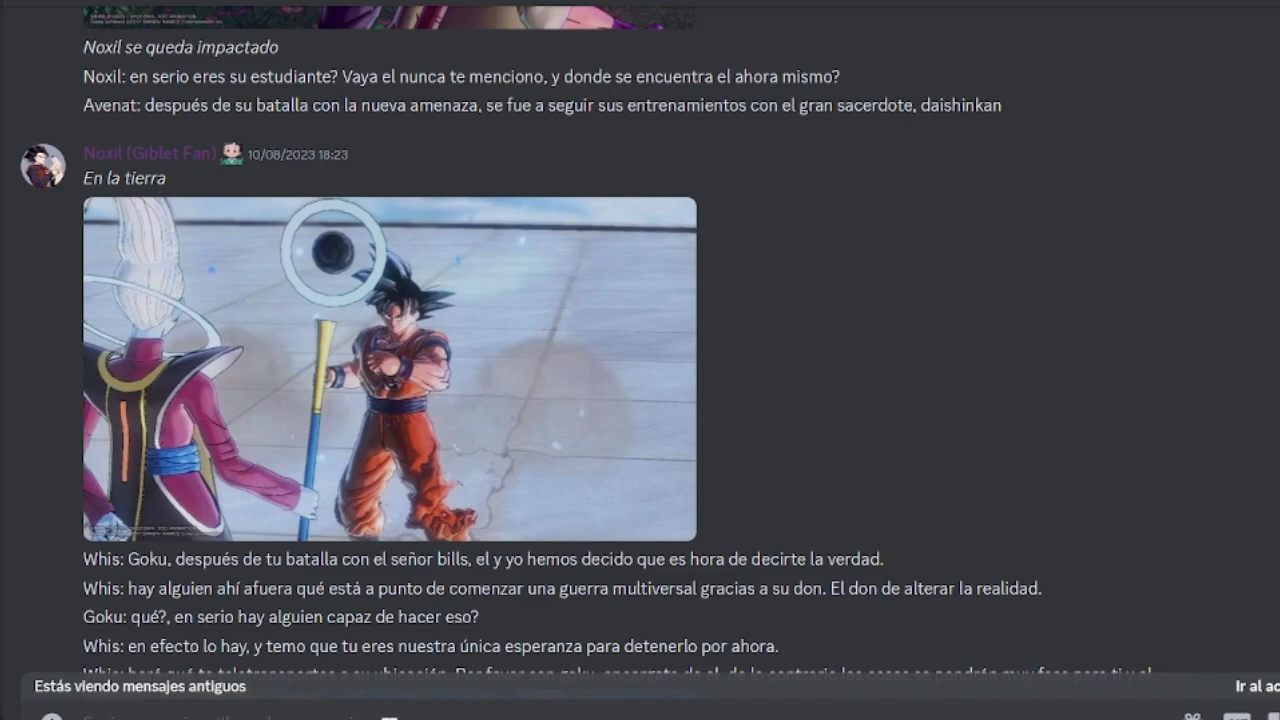 Noxil se queda impactado
Noxil: en serio eres su estudiante? Vaya el nunca te menciono, y donde se encuentra el ahora mismo?
Avenat: después de su batalla con la nueva amenaza, se fue a seguir sus entrenamientos con el gran sacerdote, daishinkan
Noxil (Giblet Fan) 10/08/2023 18:23
En la tierra
Whis: Goku, después de tu batalla con el señor bills, el y yo hemos decido que es hora de decirte la verdad.
Whis: hay alguien ahí afuera qué está a punto de comenzar una guerra multiversal gracias a su don. El don de alterar la realidad.
Goku: qué?, en serio hay alguien capaz de hacer eso?
Whis: en efecto lo hay, y temo que tu eres nuestra única esperanza para detenerlo por ahora.
Estás viendo mensajes antiguos
Ir al ac